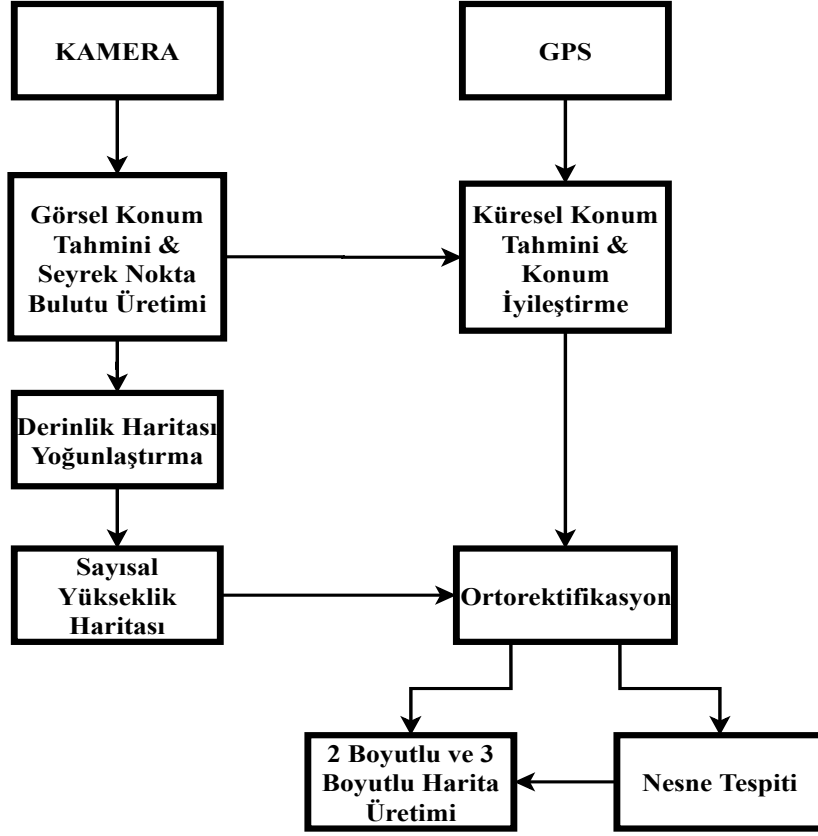 KAMERA
GPS
Görsel Konum
Tahmini &
Seyrek Nokta
Bulutu Üretimi
Küresel Konum
Tahmini &
Konum
İyileştirme
Derinlik Haritası
Yoğunlaştırma
Sayısal
Yükseklik
Haritası
Ortorektifikasyon
2 Boyutlu ve 3
Boyutlu Harita
Üretimi
Nesne Tespiti